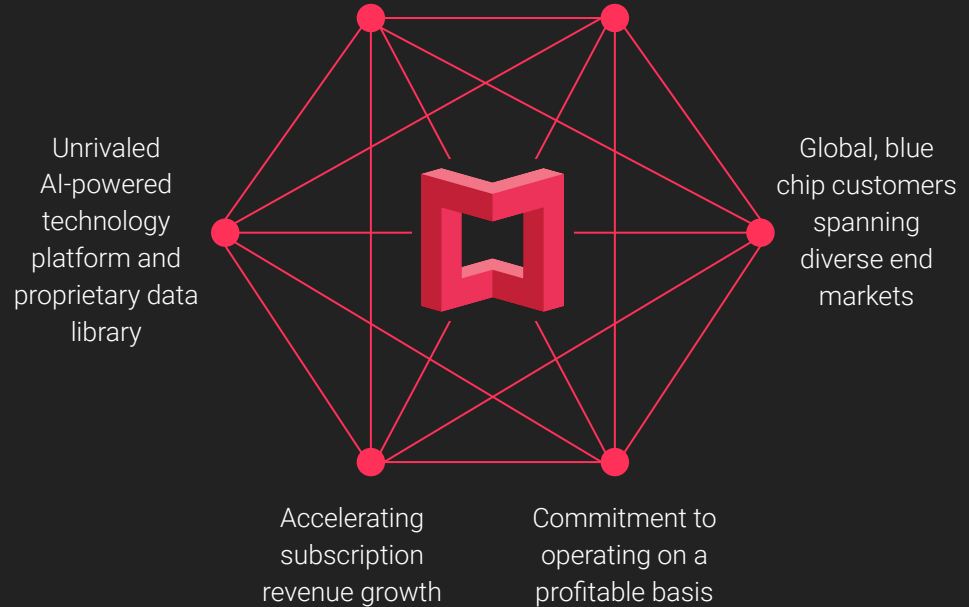 Unrivaled
AI-powered
technology
platform and
proprietary data
library
Global, blue
chip customers
spanning
diverse end
markets
Accelerating
subscription
revenue growth
Commitment to
operating on a
profitable basis